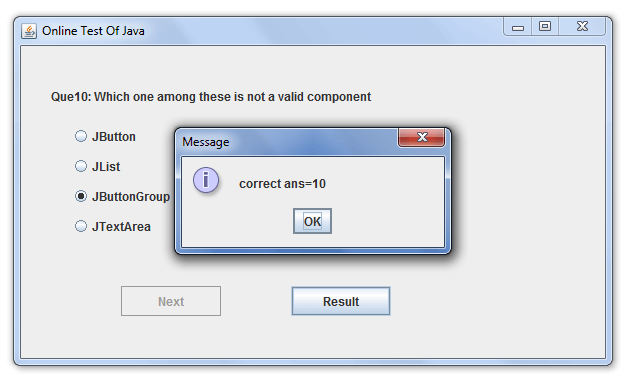 Online Test Of Java
Que10: Which one among these is not a valid component
JButton
JList
JButtonGroup
JTextArea
Message
correct ans=10
OK
Next
Result